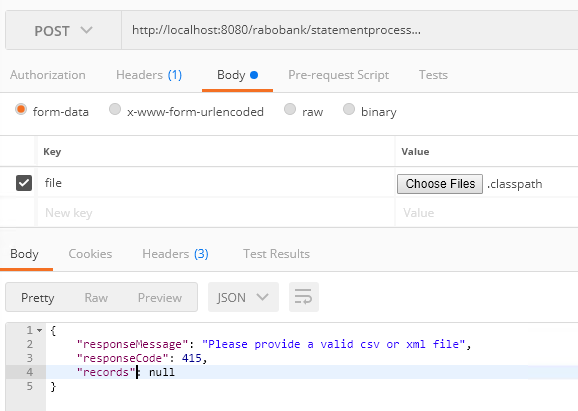 POST http://localhost:8080/rabobank/statementprocess...
Authorization Headers (1) Body Pre-request Script Tests
form-data x-www-form-urlencoded raw binary
Key Value
file Choose Files .classpath
New key Value
Body Cookies Headers (3) Test Results
Pretty Raw Preview JSON
1 {
2 "responseMessage": "Please provide a valid csv or xml file",
3 "responseCode": 415,
4 "records": null
5 }